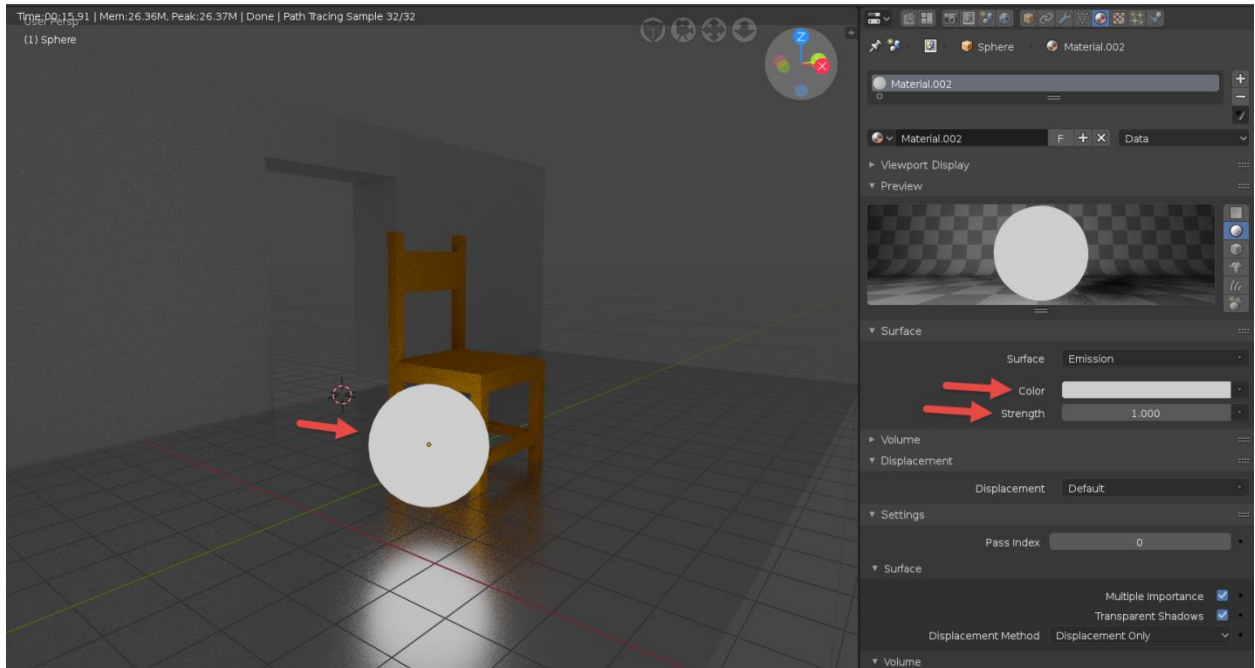 Time:00:15.91 | Mem:26.36M, Peak:26.37M | Done | Path Tracing Sample 32/32
User Persp
(1) Sphere
Z
X
Sphere
Material.002
Material.002
Material.002
F
Data
Viewport Display
Preview
Surface
Surface Emission
Color
Strength 1.000
Volume
Displacement
Displacement Default
Settings
Pass Index 0
Surface
Multiple Importance
Transparent Shadows
Displacement Method Displacement Only
Volume